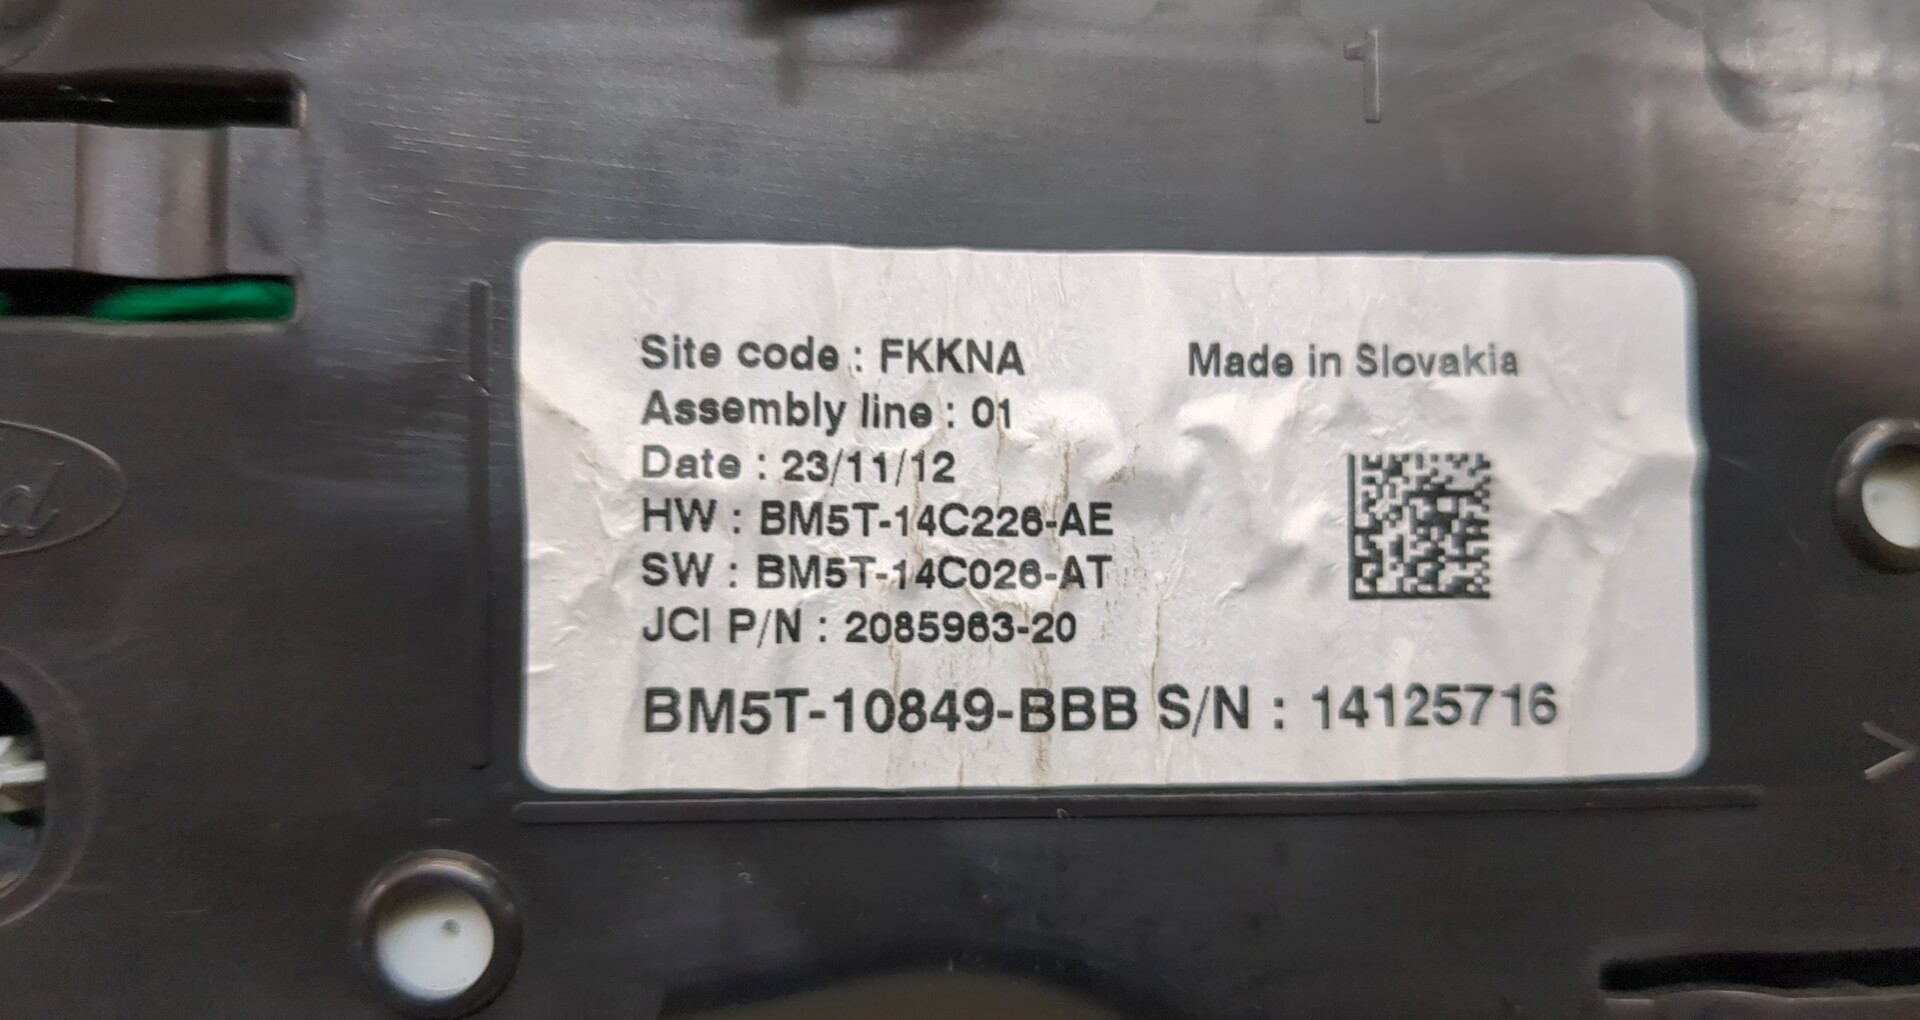 1
Site code : FKKNA
Made in Slovakia
Assembly line : 01
Date : 23/11/12
HW : BM5T-14C226-AE
SW : BM5T-14C026-AT
JCI P/N : 2085963-20
BM5T-10849-BBB S/N : 14125716